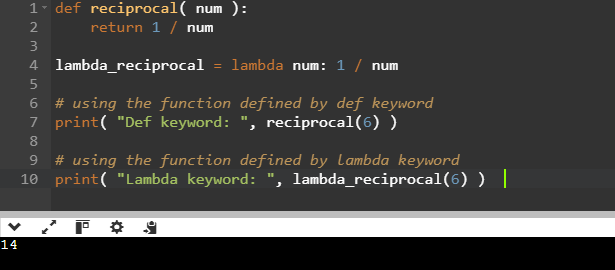 1 def reciprocal( num ):
2     return 1 / num
3
4 lambda_reciprocal = lambda num: 1 / num
5
6 # using the function defined by def keyword
7 print( "Def keyword: ", reciprocal(6) )
8
9 # using the function defined by lambda keyword
10 print( "Lambda keyword: ", lambda_reciprocal(6) )
14